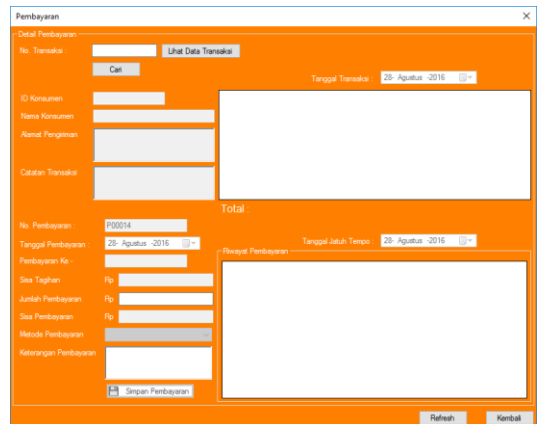 Pembayaran
Detail Pembayaran
No. Transaksi :
Lihat Data Transaksi
Cari
Tanggal Transaksi : 28- Agustus -2016
ID Konsumen
Nama Konsumen
Alamat Pengiriman
Catatan Transaksi
Total :
No. Pembayaran : P00014
Tanggal Pembayaran : 28- Agustus -2016
Tanggal Jatuh Tempo : 28- Agustus -2016
Pembayaran Ke -
Riwayat Pembayaran
Sisa Tagihan Rp
Jumlah Pembayaran Rp
Sisa Pembayaran Rp
Metode Pembayaran
Keterangan Pembayaran
Simpan Pembayaran
Refresh
Kembali